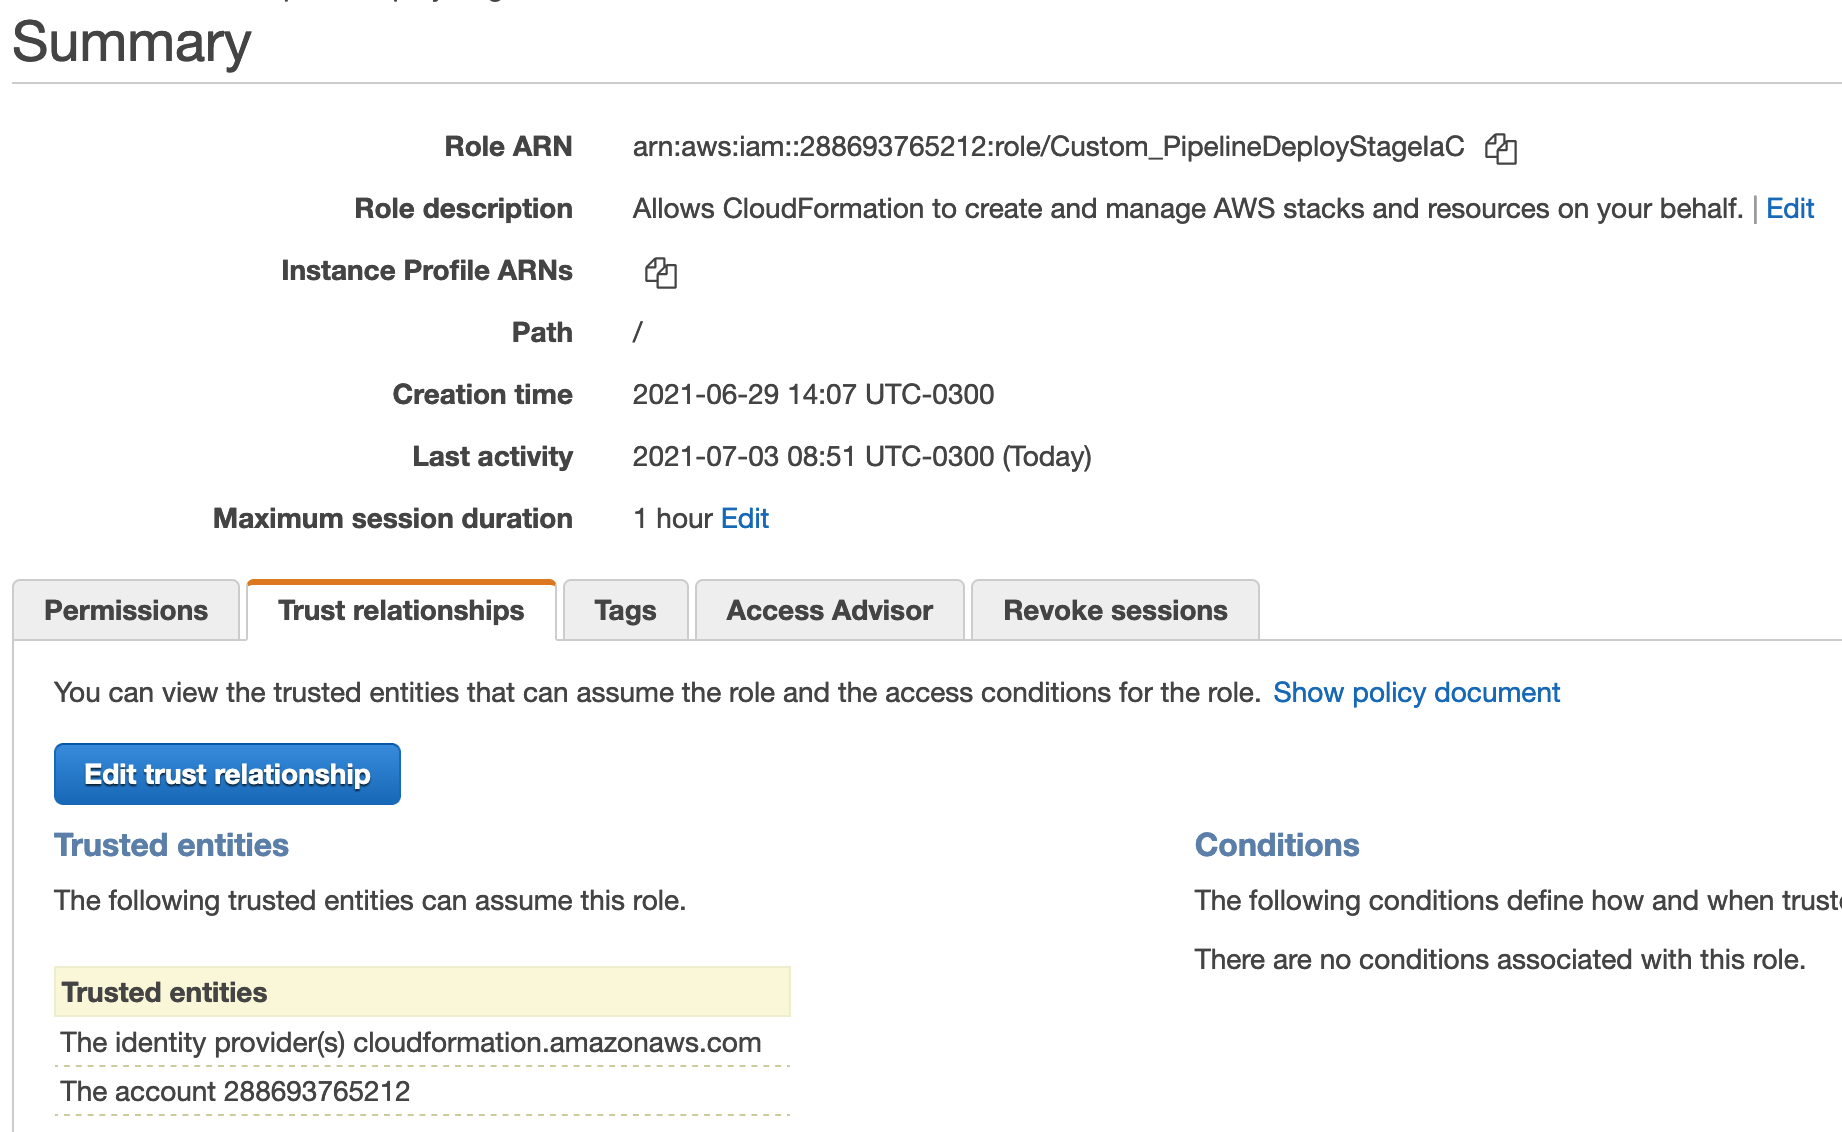 Summary
Role ARN arn:aws:iam::288693765212:role/Custom_PipelineDeployStageIaC
Role description Allows CloudFormation to create and manage AWS stacks and resources on your behalf. | Edit
Instance Profile ARNs
Path /
Creation time 2021-06-29 14:07 UTC-0300
Last activity 2021-07-03 08:51 UTC-0300 (Today)
Maximum session duration 1 hour Edit
Permissions Trust relationships Tags Access Advisor Revoke sessions
You can view the trusted entities that can assume the role and the access conditions for the role. Show policy document
Edit trust relationship
Trusted entities
The following trusted entities can assume this role.
Trusted entities
The identity provider(s) cloudformation.amazonaws.com
The account 288693765212
Conditions
The following conditions define how and when
There are no conditions associated with this role.